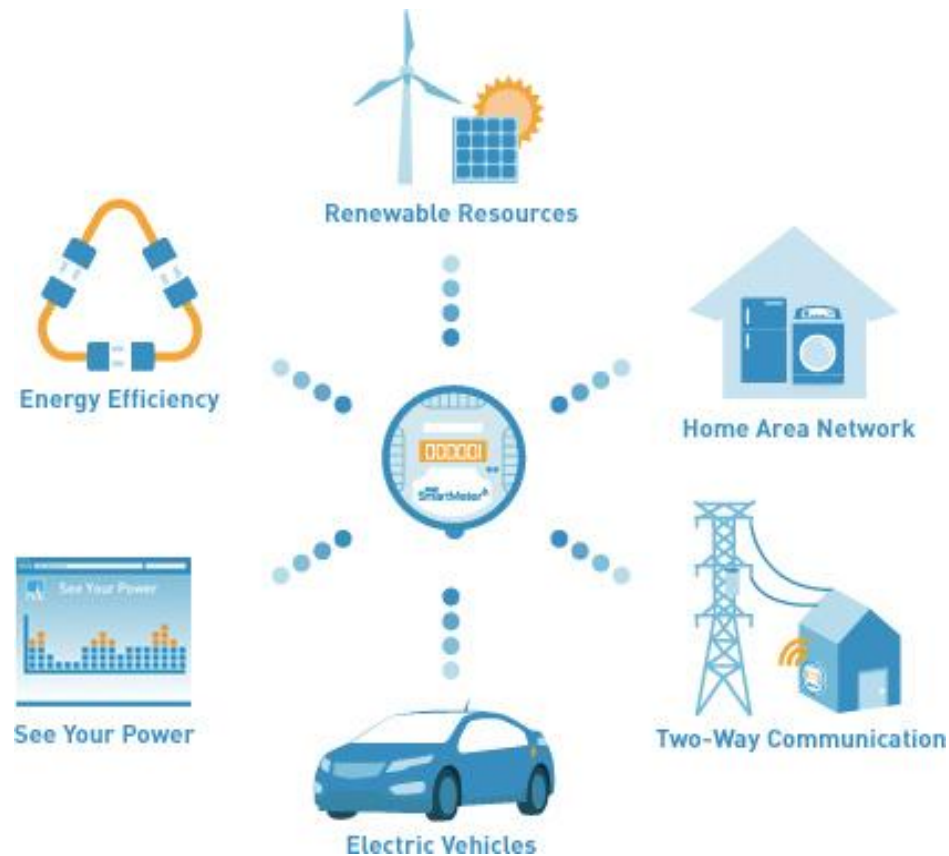 Renewable Resources
Energy Efficiency
Home Area Network
000001
SmartMeter
See Your Power
See Your Power
Two-Way Communication
Electric Vehicles